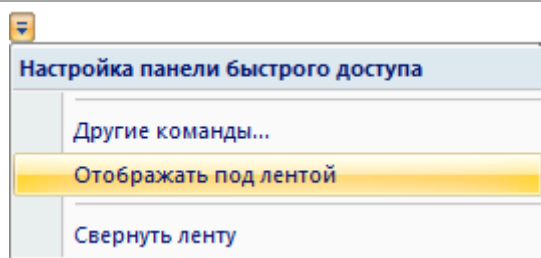 Настройка панели быстрого доступа
Другие команды...
Отображать под лентой
Свернуть ленту